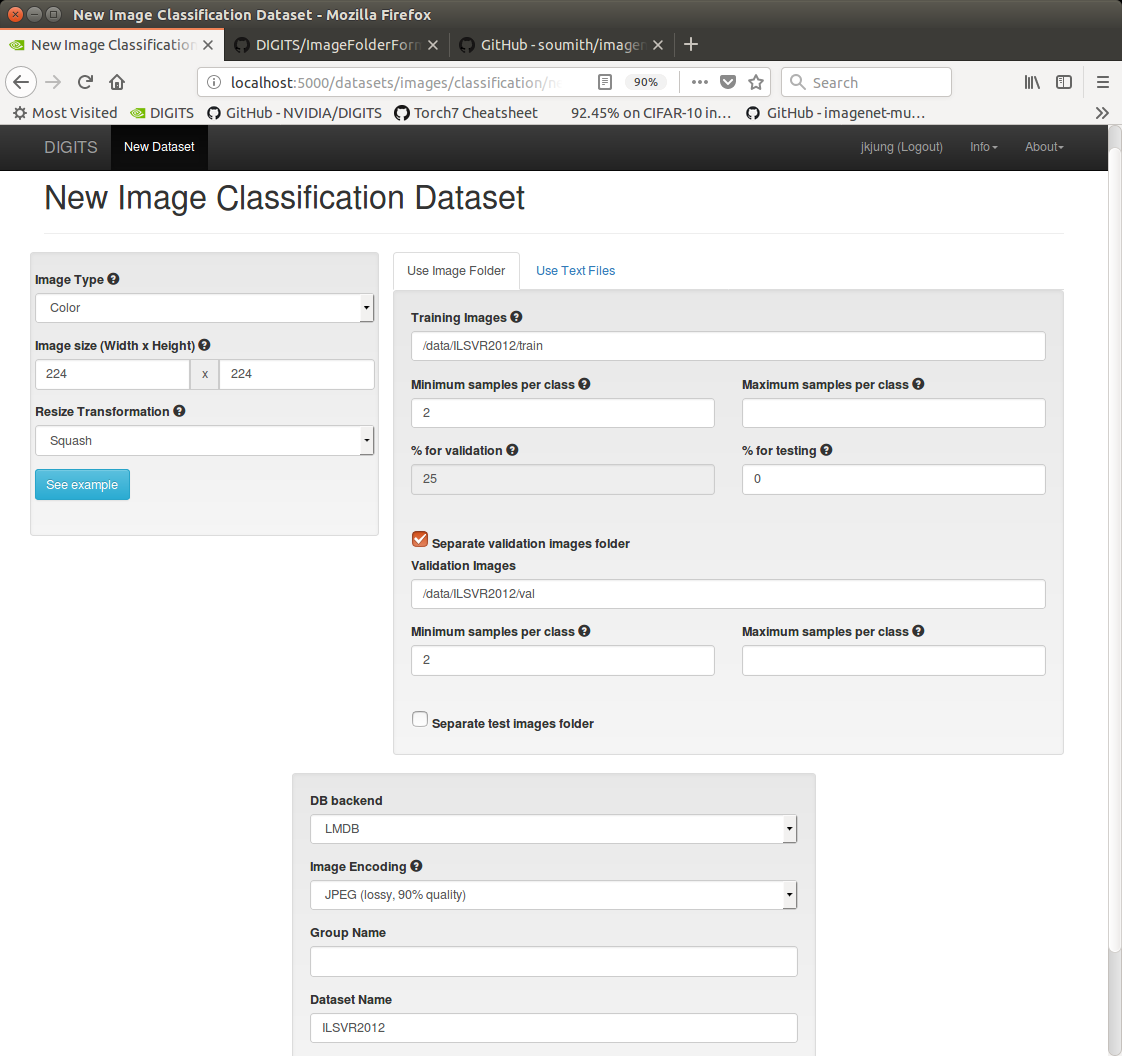 New Image Classification Dataset - Mozilla Firefox
New Image Classification
DIGITS/ImageFolderForm
GitHub - soumith/imagen
localhost:5000/datasets/images/classification/ne
90%
Search
Most Visited
DIGITS
GitHub - NVIDIA/DIGITS
Torch7 Cheatsheet
92.45% on CIFAR-10 in…
GitHub - imagenet-mu…
DIGITS
New Dataset
jkjung (Logout)
Info
About
New Image Classification Dataset
Image Type
Color
Image size (Width x Height)
224 x 224
Resize Transformation
Squash
See example
Use Image Folder
Use Text Files
Training Images
/data/ILSVR2012/train
Minimum samples per class
Maximum samples per class
2
% for validation
% for testing
25
0
Separate validation images folder
Validation Images
/data/ILSVR2012/val
Minimum samples per class
Maximum samples per class
2
Separate test images folder
DB backend
LMDB
Image Encoding
JPEG (lossy, 90% quality)
Group Name
Dataset Name
ILSVR2012